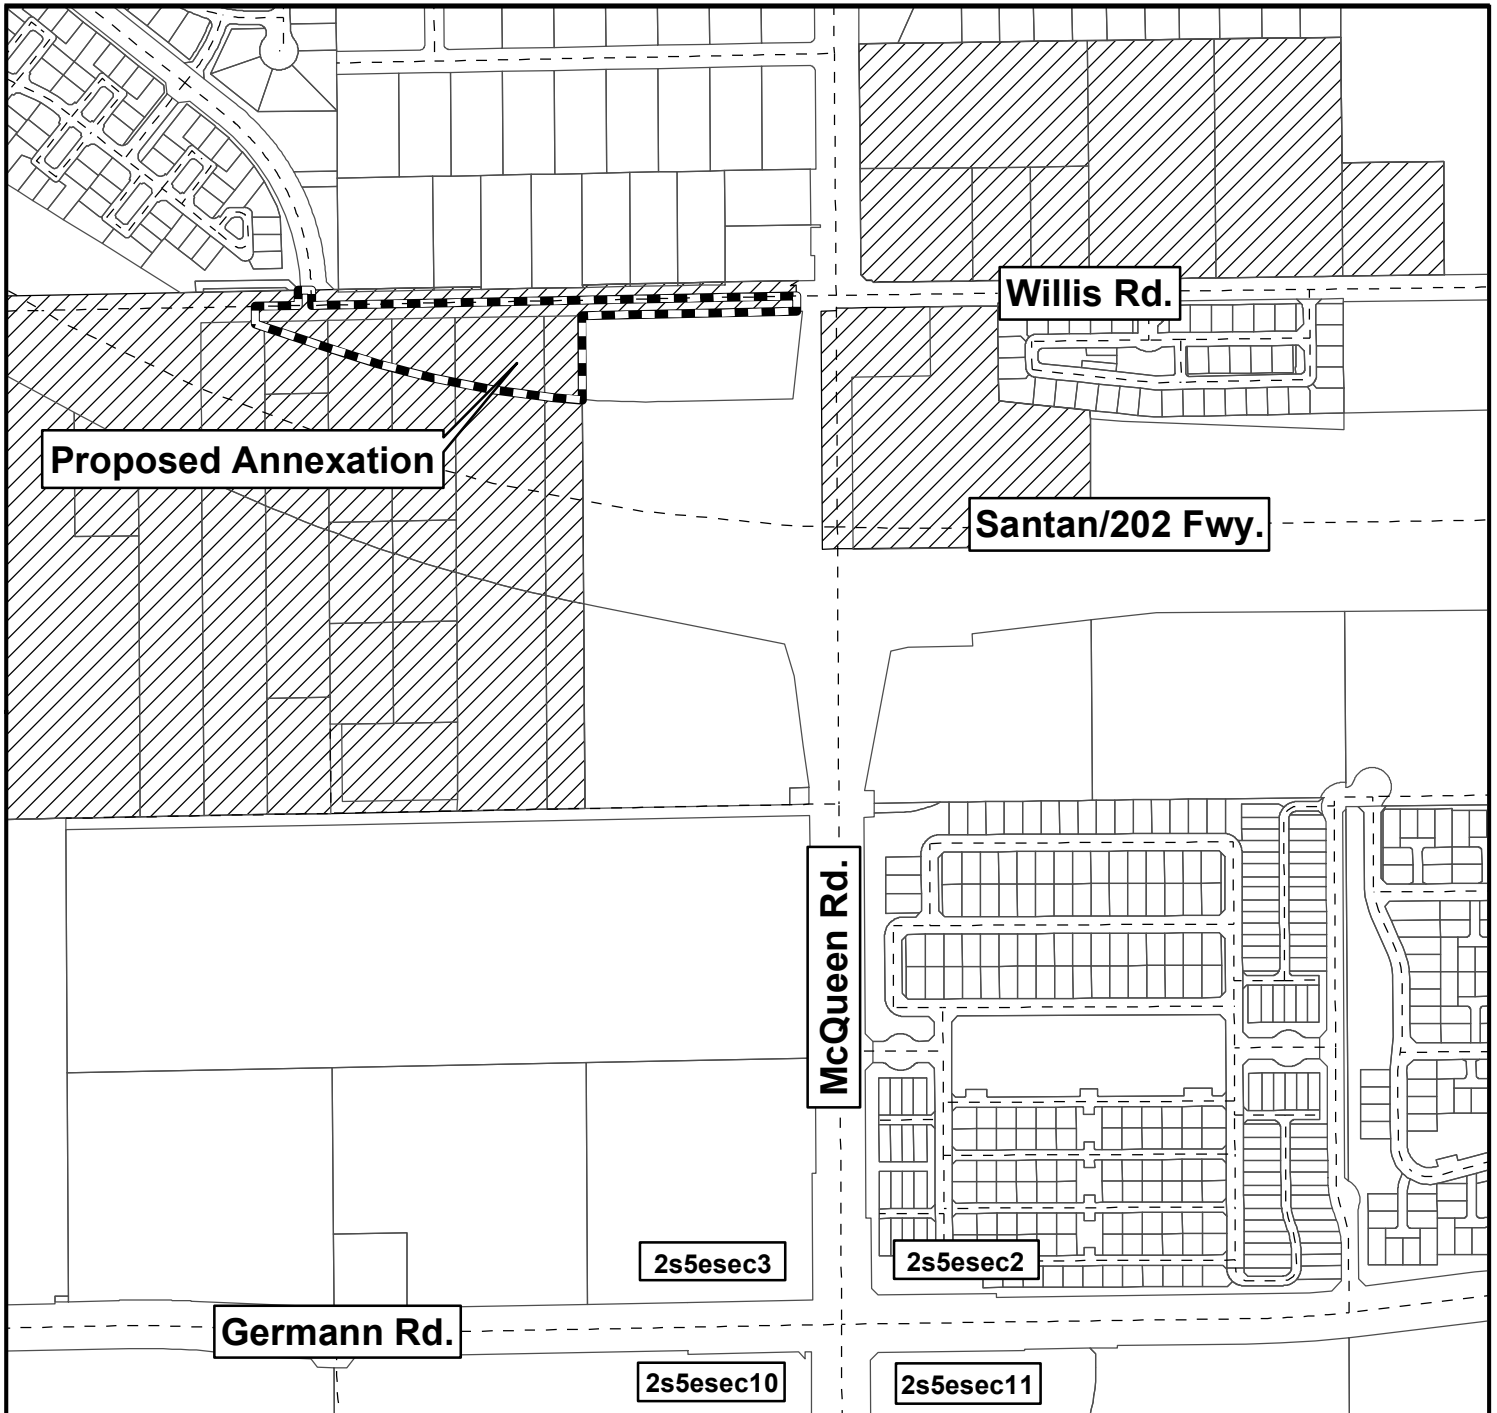 Willis Rd.
Proposed Annexation
Santan/202 Fwy.
McQueen Rd.
2s5esec3
2s5esec2
Germann Rd.
2s5esec10
2s5esec11